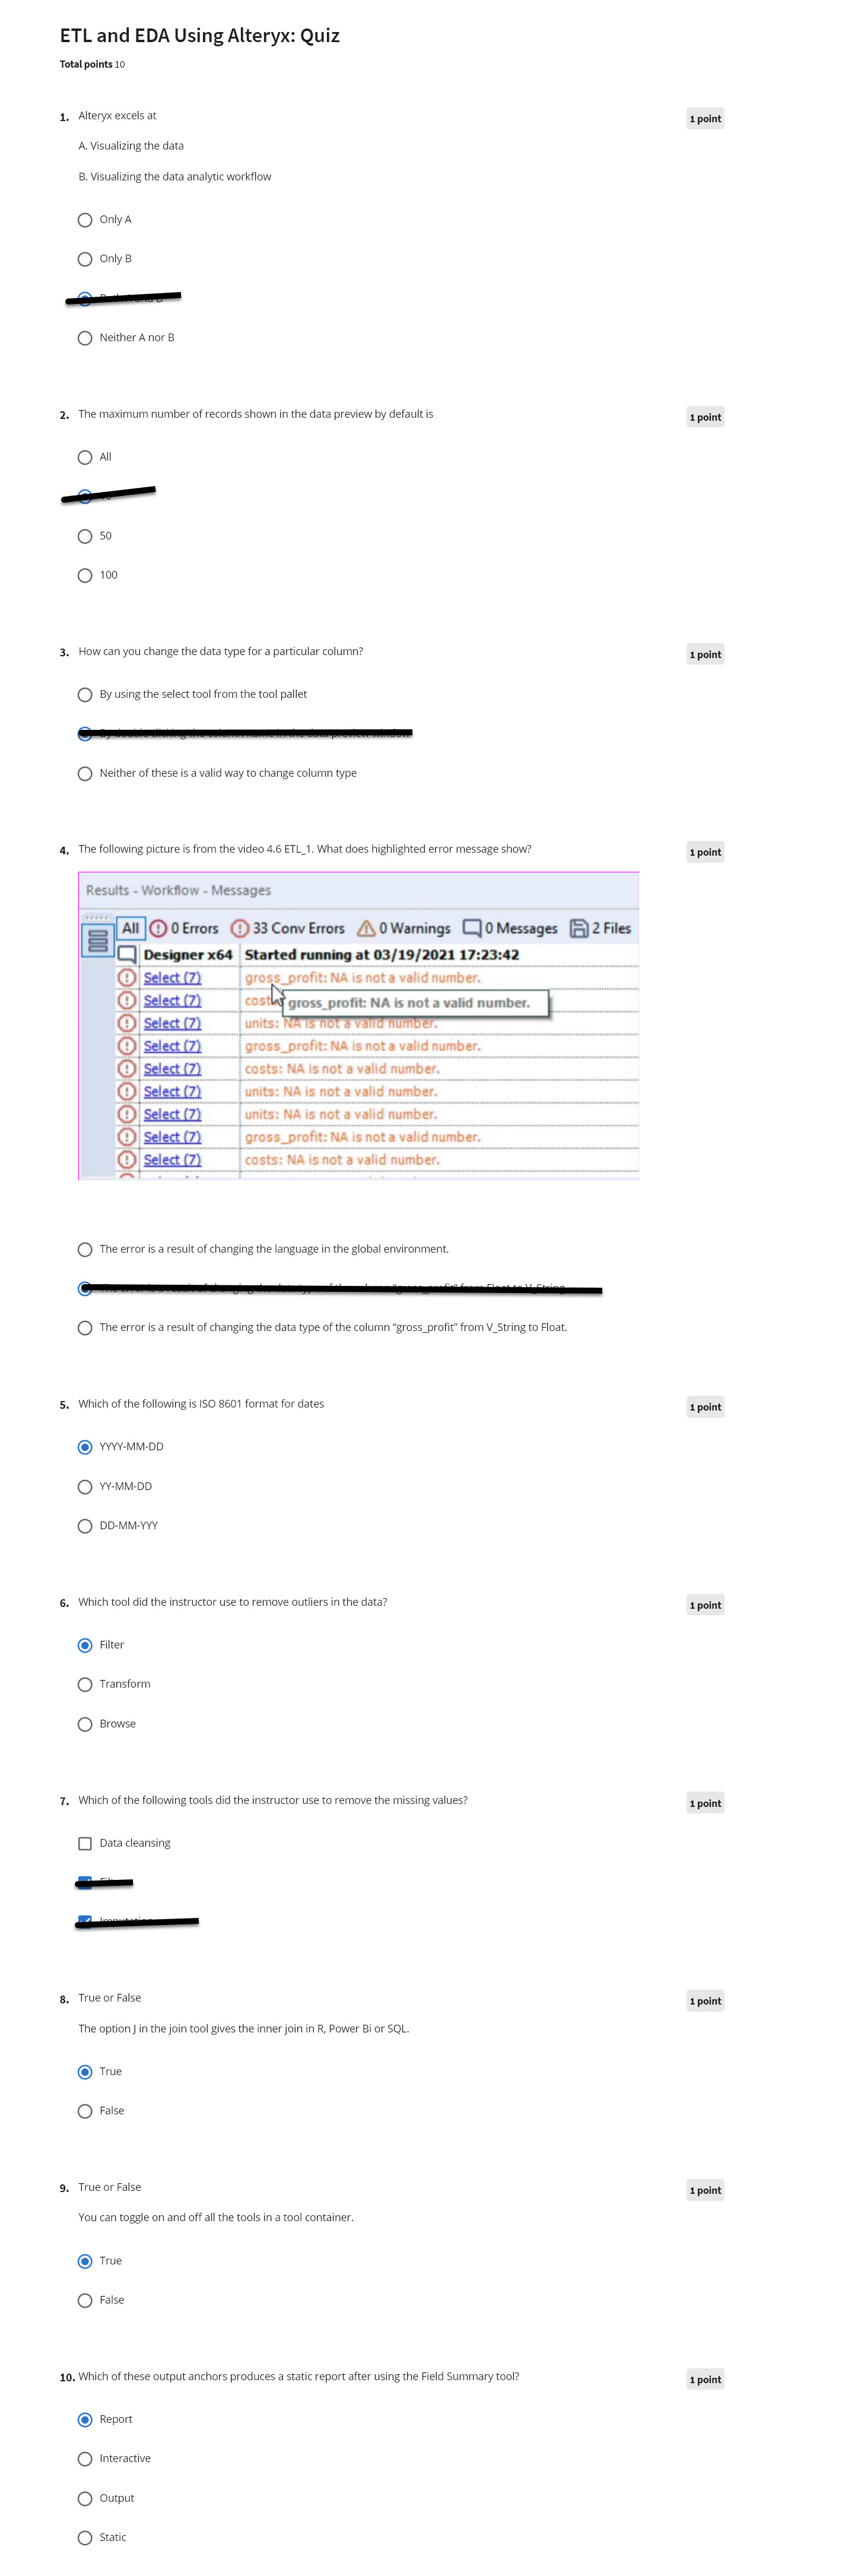 ETL and EDA Using Alteryx: Quiz
Total points 10
1. Alteryx excels at
1 point
A. Visualizing the data
B. Visualizing the data analytic workflow
Only A
Only B
Neither A nor B
2. The maximum number of records shown in the data preview by default is
1 point
All
50
100
3. How can you change the data type for a particular column?
1 point
By using the select tool from the tool pallet
Neither of these is a valid way to change column type
4. The following picture is from the video 4.6 ETL_1. What does highlighted error message show?
1 point
Results - Workflow - Messages
All 0 Errors 33 Conv Errors 0 Warnings 0 Messages 2 Files
Designer x64 Started running at 03/19/2021 17:23:42
Select (7) gross_profit: NA is not a valid number.
Select (7) cost
gross_profit: NA is not a valid number.
Select (7) units: NA is not a valid number.
Select (7) gross_profit: NA is not a valid number.
Select (7) costs: NA is not a valid number.
Select (7) units: NA is not a valid number.
Select (7) units: NA is not a valid number.
Select (7) gross_profit: NA is not a valid number.
Select (7) costs: NA is not a valid number.
The error is a result of changing the language in the global environment.
The error is a result of changing the data type of the column “gross_profit” from V_String to Float.
5. Which of the following is ISO 8601 format for dates
1 point
YYYY-MM-DD
YY-MM-DD
DD-MM-YYY
6. Which tool did the instructor use to remove outliers in the data?
1 point
Filter
Transform
Browse
7. Which of the following tools did the instructor use to remove the missing values?
1 point
Data cleansing
8. True or False
1 point
The option J in the join tool gives the inner join in R, Power Bi or SQL.
True
False
9. True or False
1 point
You can toggle on and off all the tools in a tool container.
True
False
10. Which of these output anchors produces a static report after using the Field Summary tool?
1 point
Report
Interactive
Output
Static